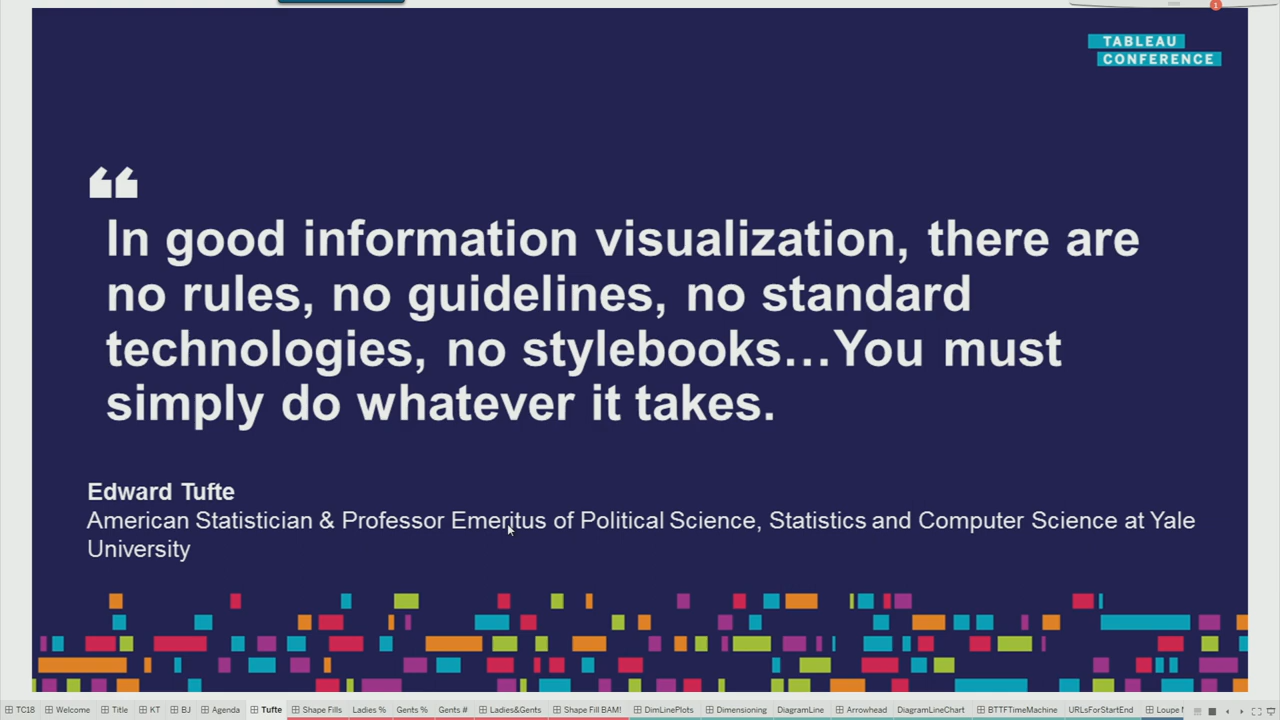 1
TABLEAU
CONFERENCE
“
In good information visualization, there are
no rules, no guidelines, no standard
technologies, no stylebooks…You must
simply do whatever it takes.
Edward Tufte
American Statistician & Professor Emeritus of Political Science, Statistics and Computer Science at Yale
University
TC18 Welcome Title KT BJ Agenda Tufte Shape Fills Ladies % Gents % Gents # Ladies&Gents Shape Fill BAM! DimLinePlots Dimensioning DiagramLine Arrowhead DiagramLineChart BTTFTimeMachine URLsForStartEnd Loupe